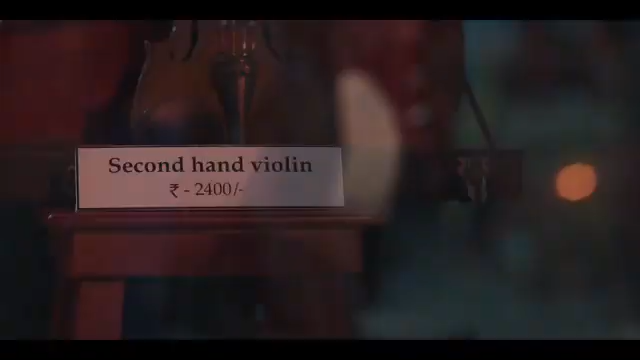 Second hand violin
₹ - 2400/-